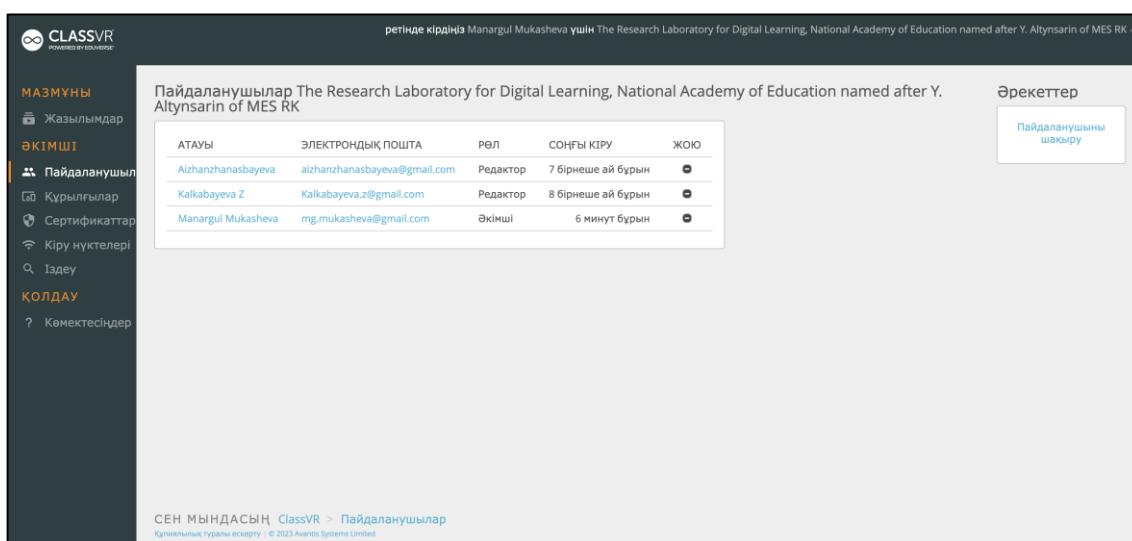 CLASSVR
POWERED BY EDUVERSE
ретінде кірдіңіз Manargul Mukasheva үшін The Research Laboratory for Digital Learning, National Academy of Education named after Y. Altynsarin of MES RK
МАЗМҰНЫ
Жазылымдар
ӘКІМШІ
Пайдаланушыл
Құрылғылар
Сертификаттар
Кіру нүктелері
Іздеу
ҚОЛДАУ
? Көмектесіңдер
Пайдаланушылар The Research Laboratory for Digital Learning, National Academy of Education named after Y.
Altynsarin of MES RK
АТАУЫ ЭЛЕКТРОНДЫҚ ПОШТА РӨЛ СОҢҒЫ КІРУ ЖОЮ
Aizhanzhanasbayeva aizhanzhanasbayeva@gmail.com Редактор 7 бірнеше ай бұрын
Kalkabayeva Z Kalkabayeva.z@gmail.com Редактор 8 бірнеше ай бұрын
Manargul Mukasheva mg.mukasheva@gmail.com Әкімші 6 минут бұрын
Әрекеттер
Пайдаланушыны
шақыру
СЕН МЫНДАСЫҢ ClassVR > Пайдаланушылар
Құпиялылық туралы ескерту | © 2023 Avantis Systems Limited